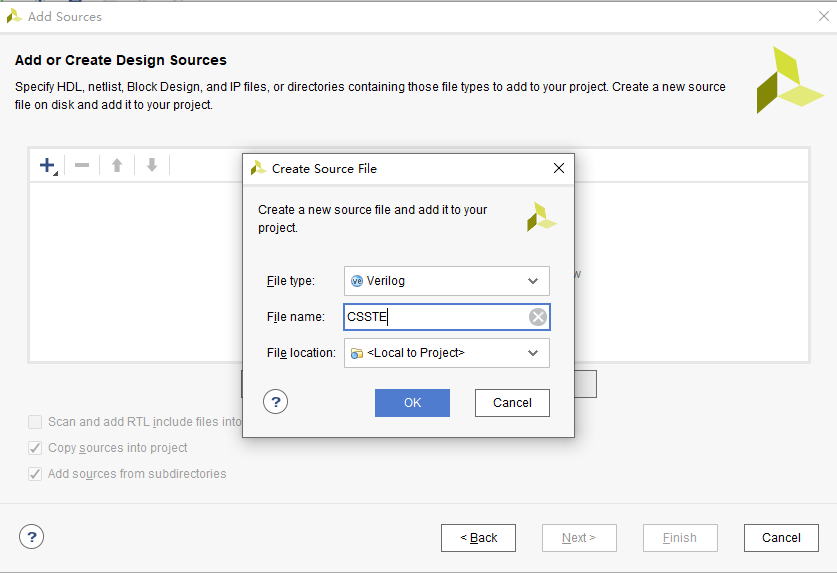 Add Sources
Add or Create Design Sources
Specify HDL, netlist, Block Design, and IP files, or directories containing those file types to add to your project. Create a new source
file on disk and add it to your project.
Create Source File
Create a new source file and add it to your
project.
File type: Verilog
File name: CSSTE
File location: <Local to Project>
? OK Cancel
Scan and add RTL include files into
Copy sources into project
Add sources from subdirectories
? < Back Next > Finish Cancel